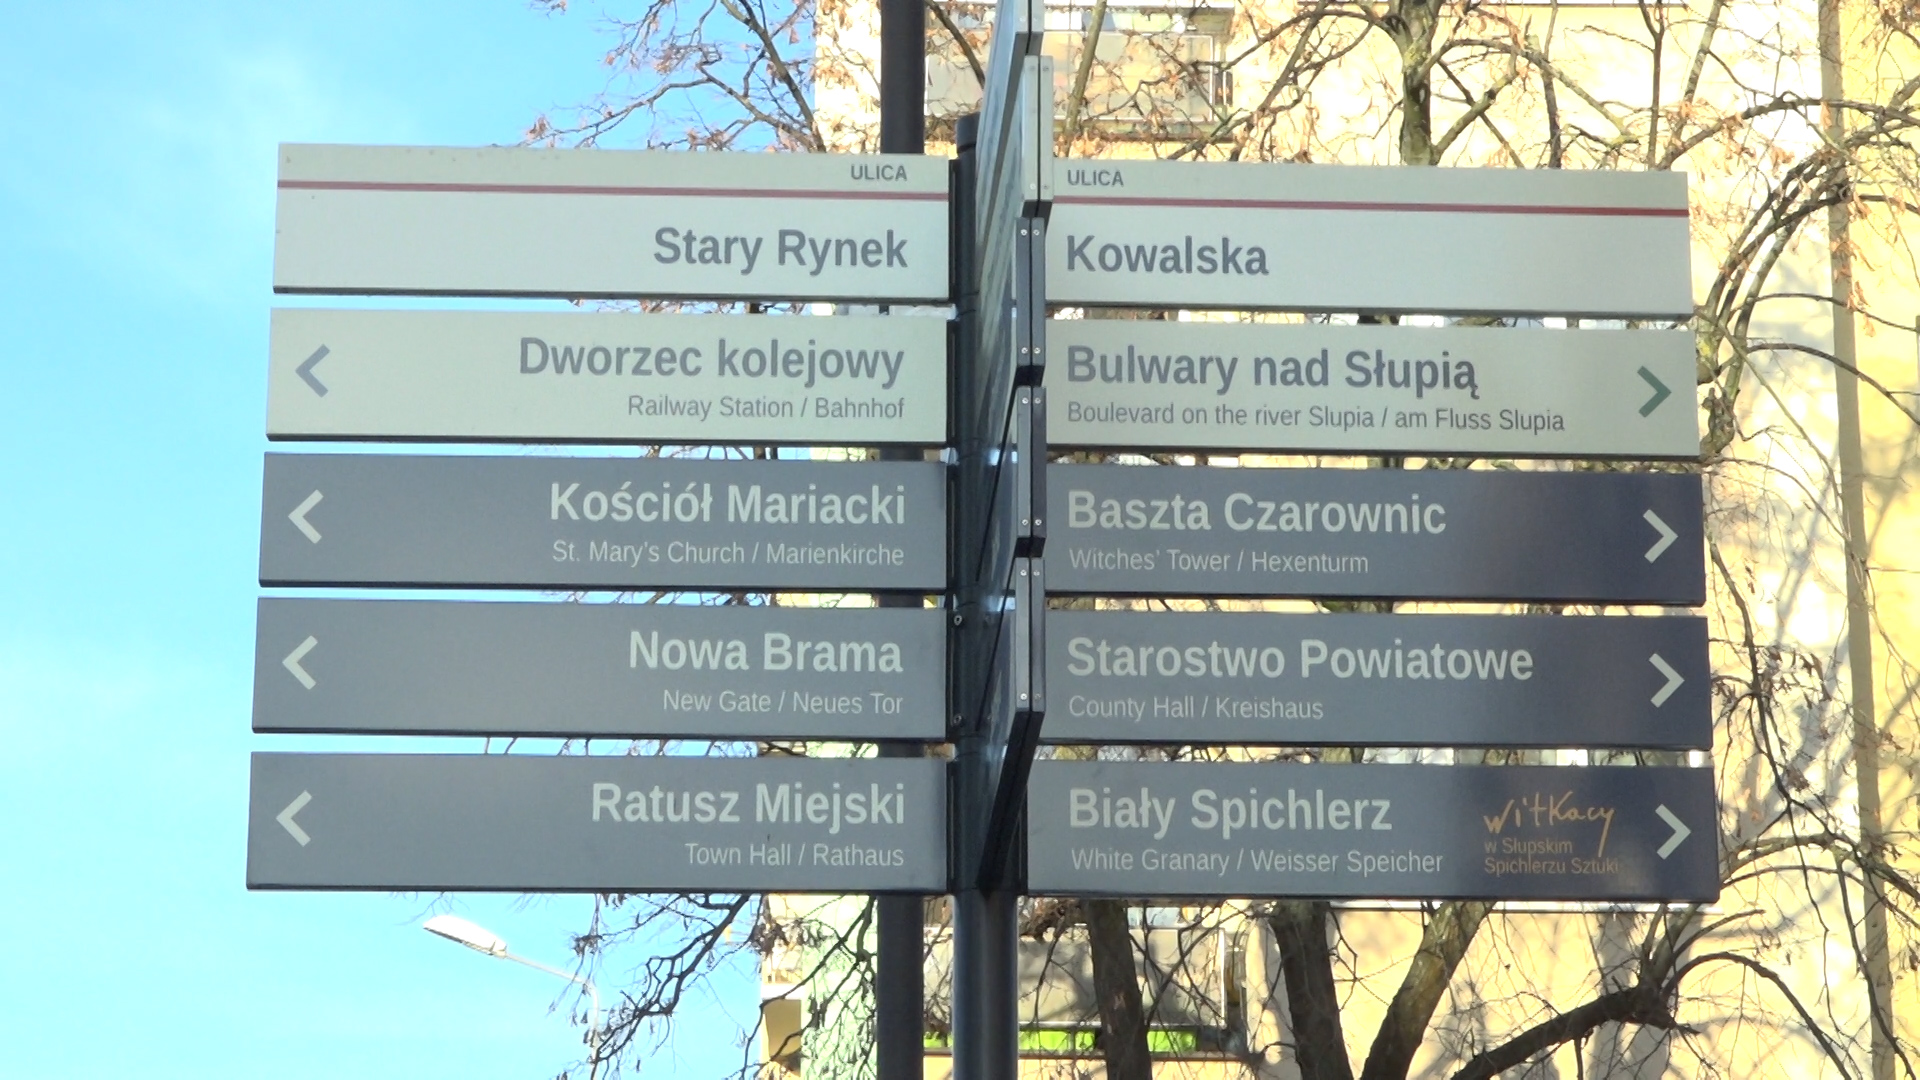 ULICA
Stary Rynek
Dworzec kolejowy
Railway Station / Bahnhof
Kościół Mariacki
St. Mary's Church / Marienkirche
Nowa Brama
New Gate / Neues Tor
Ratusz Miejski
Town Hall / Rathaus
ULICA
Kowalska
Bulwary nad Słupią
Boulevard on the river Slupia / am Fluss Slupia
Baszta Czarownic
Witches' Tower / Hexenturm
Starostwo Powiatowe
County Hall / Kreishaus
Biały Spichlerz
White Granary / Weisser Speicher
Witkacy
w Słupskim
Spichlerzu Sztuki